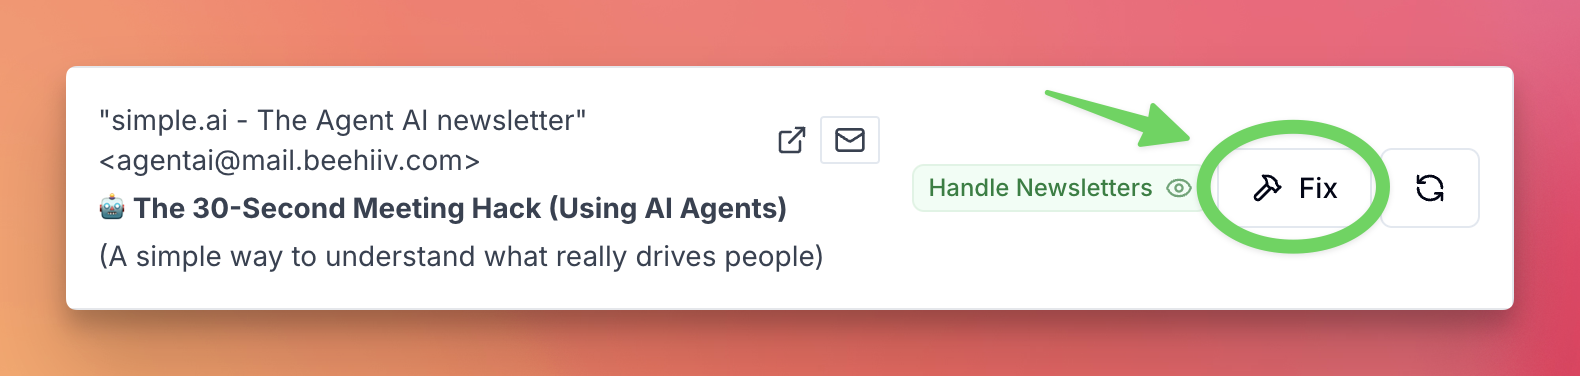 "simple.ai - The Agent AI newsletter"
<agentai@mail.beehiiv.com>
🤖 The 30-Second Meeting Hack (Using AI Agents)
(A simple way to understand what really drives people)
Handle Newsletters
Fix